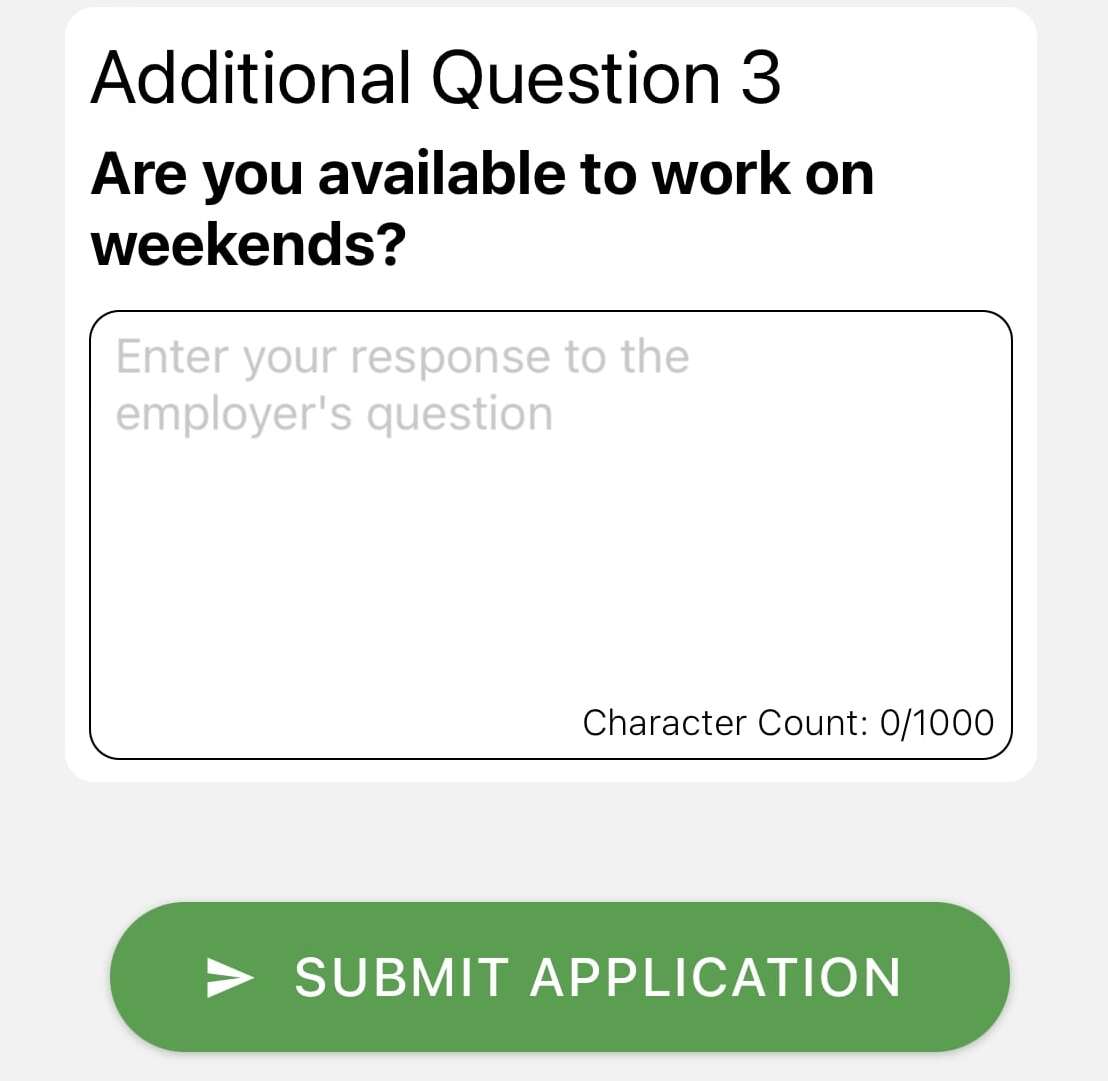 Additional Question 3
Are you available to work on
weekends?
Enter your response to the
employer's question
Character Count: 0/1000
SUBMIT APPLICATION